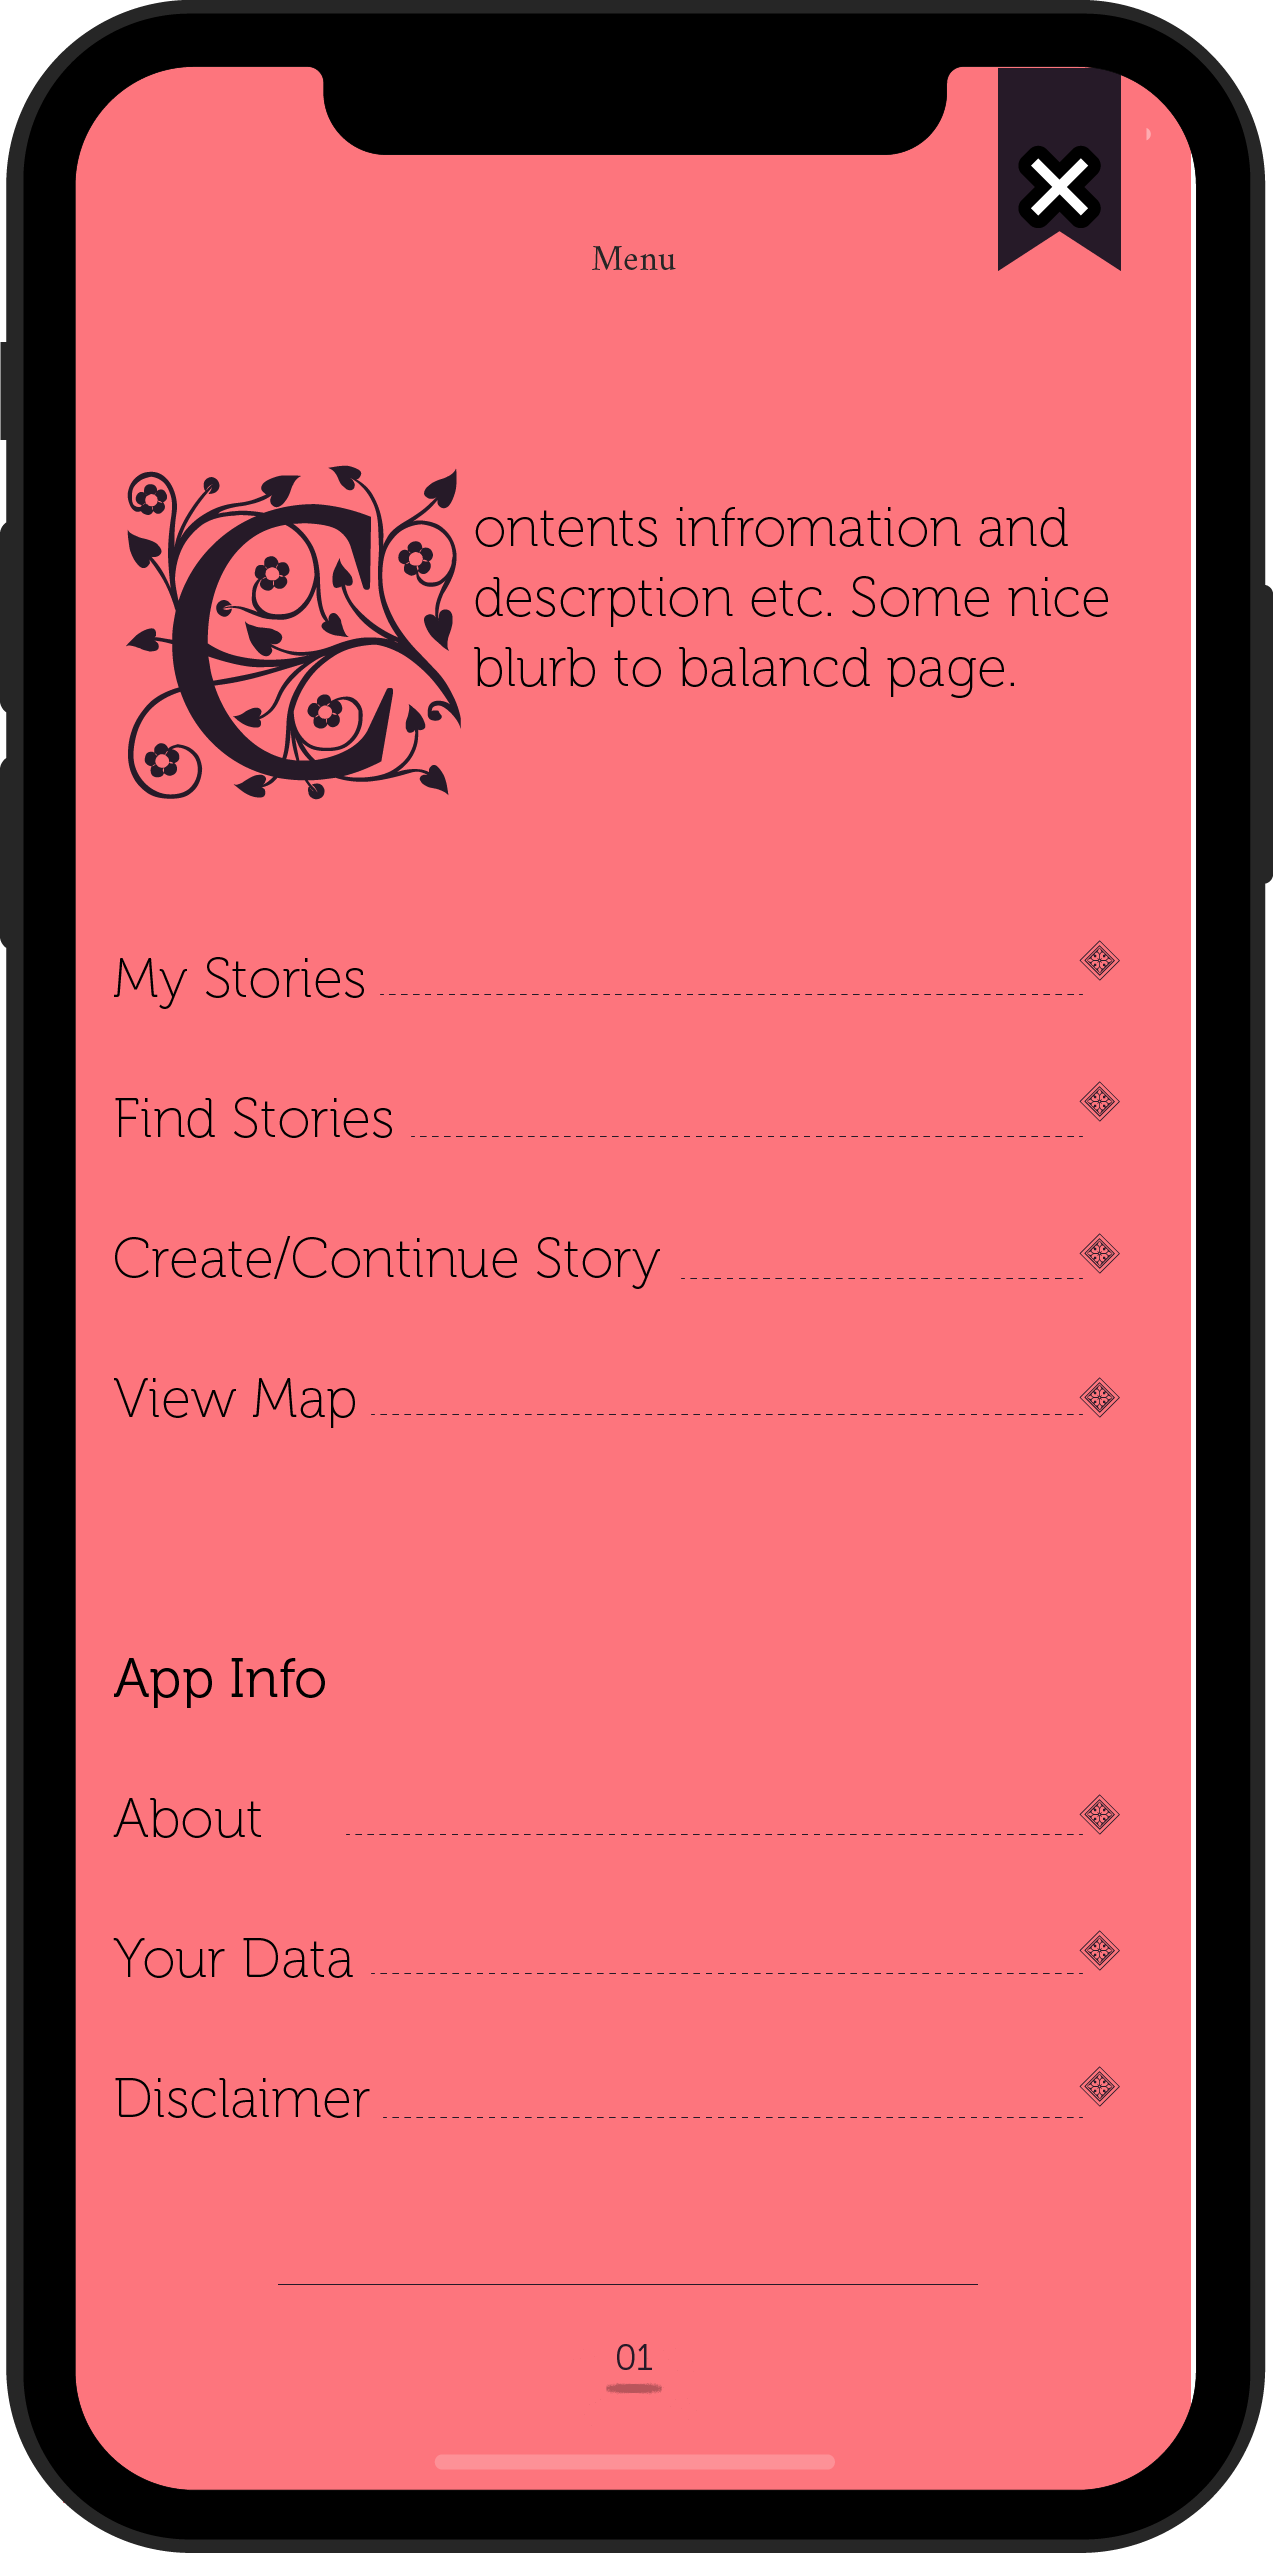 Menu
Contents infromation and
descrption etc. Some nice
blurb to balancd page.
My Stories
Find Stories
Create/Continue Story
View Map
App Info
About
Your Data
Disclaimer
01